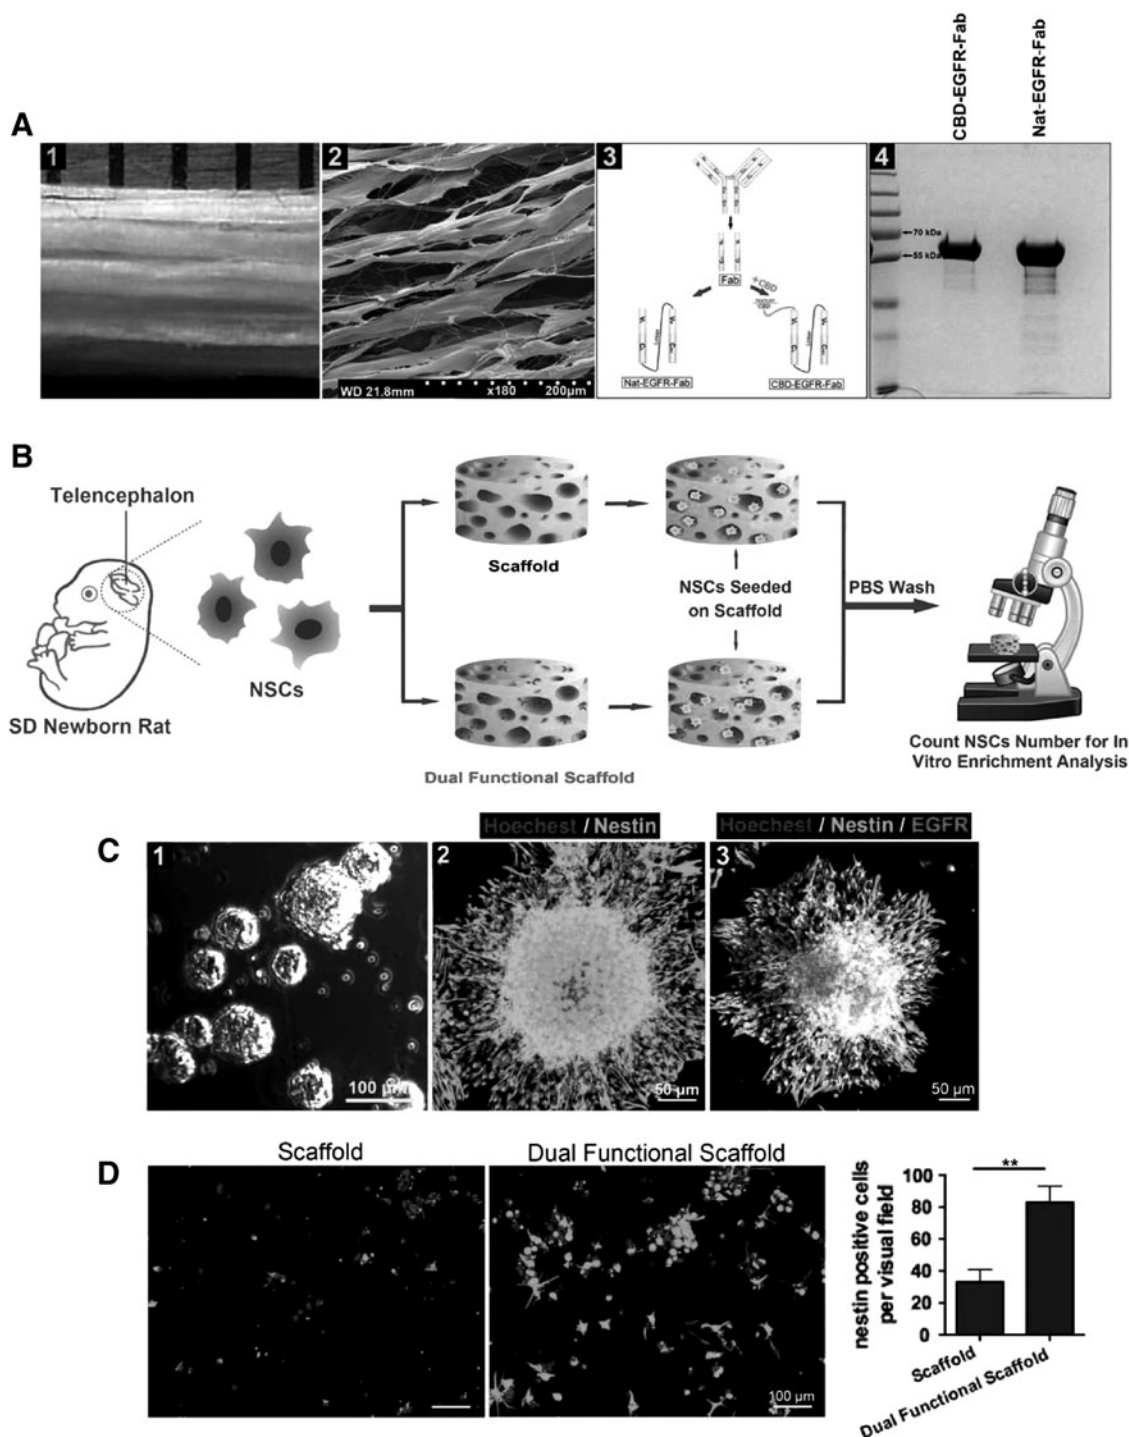 CBD-EGFR-Fab
Nat-EGFR-Fab
A
1
2
3
4
WD 21.8mm
x180
200μm
Fab
+CBD
CBD
Nat-EGFR-Fab
CBD-EGFR-Fab
70 kDa
55 kDa
B
Telencephalon
SD Newborn Rat
NSCs
Scaffold
NSCs Seeded
on Scaffold
Dual Functional Scaffold
PBS Wash
Count NSCs Number for In
Vitro Enrichment Analysis
C
Hoechest / Nestin
Hoechest / Nestin / EGFR
1
2
3
100 μm
50 μm
50 μm
D
Scaffold
Dual Functional Scaffold
100 μm
nestin positive cells
per visual field
100
80
60
40
20
0
**
Scaffold
Dual Functional Scaffold